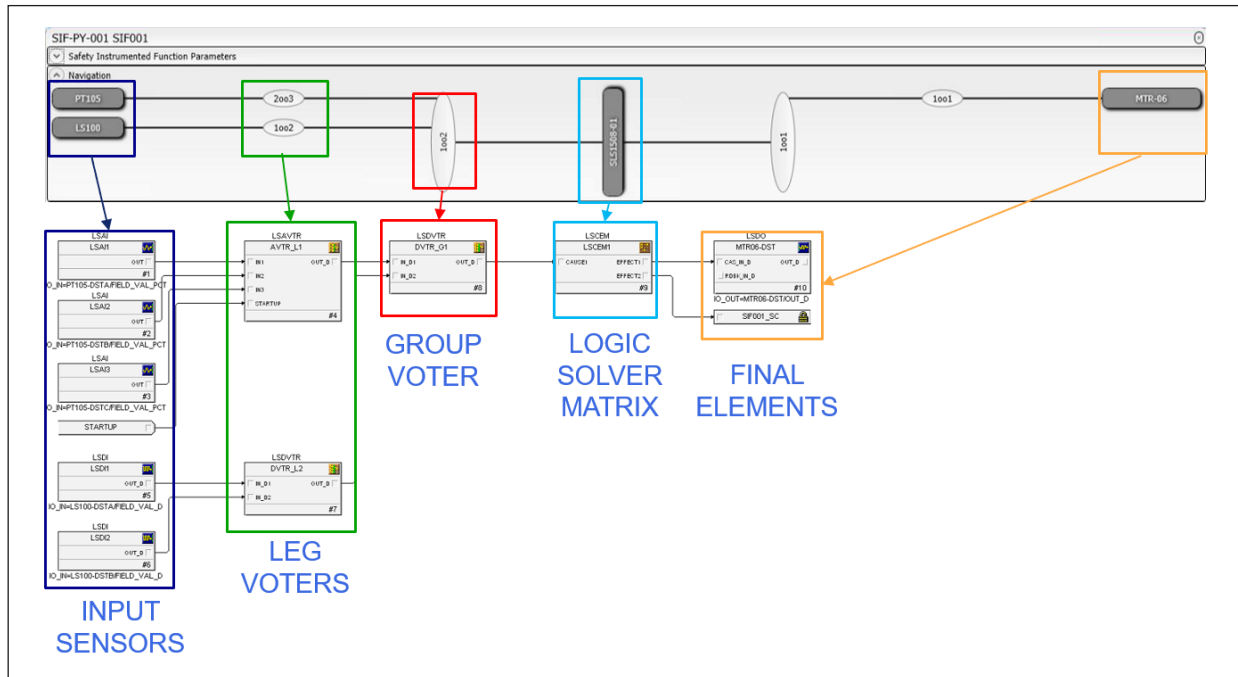 SIF-PY-001 SIF001
Safety Instrumented Function Parameters
Navigation
PT105
2oo3
1oo1
MTR-06
LS100
1oo2
1oo2
SLS1508-01
1oo1
LSAI
LSAI1
OUT
#1
IO_IN=PT105-DSTA/FIELD_VAL_PCT
LSAI
LSAI2
OUT
#2
IO_IN=PT105-DSTB/FIELD_VAL_PCT
LSAI
LSAI3
OUT
#3
IO_IN=PT105-DSTC/FIELD_VAL_PCT
STARTUP
LSDI
LSDI1
OUT_D
#5
IO_IN=LS100-DSTA/FIELD_VAL_D
LSDI
LSDI2
OUT_D
#6
IO_IN=LS100-DSTB/FIELD_VAL_D
INPUT
SENSORS
LSAVTR
AVTR_L1
IN1 OUT_D
IN2
IN3
STARTUP
#4
LSDVTR
DVTR_L2
IN_D1 OUT_D
IN_D2
#7
LEG
VOTERS
LSDVTR
DVTR_G1
IN_D1 OUT_D
IN_D2
#8
GROUP
VOTER
LSCEM
LSCEM1
CAUSE1 EFFECT1
EFFECT2
#9
LOGIC
SOLVER
MATRIX
LSDO
MTR06-DST
CAS_IN_D OUT_D
#10
IO_OUT=MTR06-DST/OUT_D
SIF001_SC
FINAL
ELEMENTS